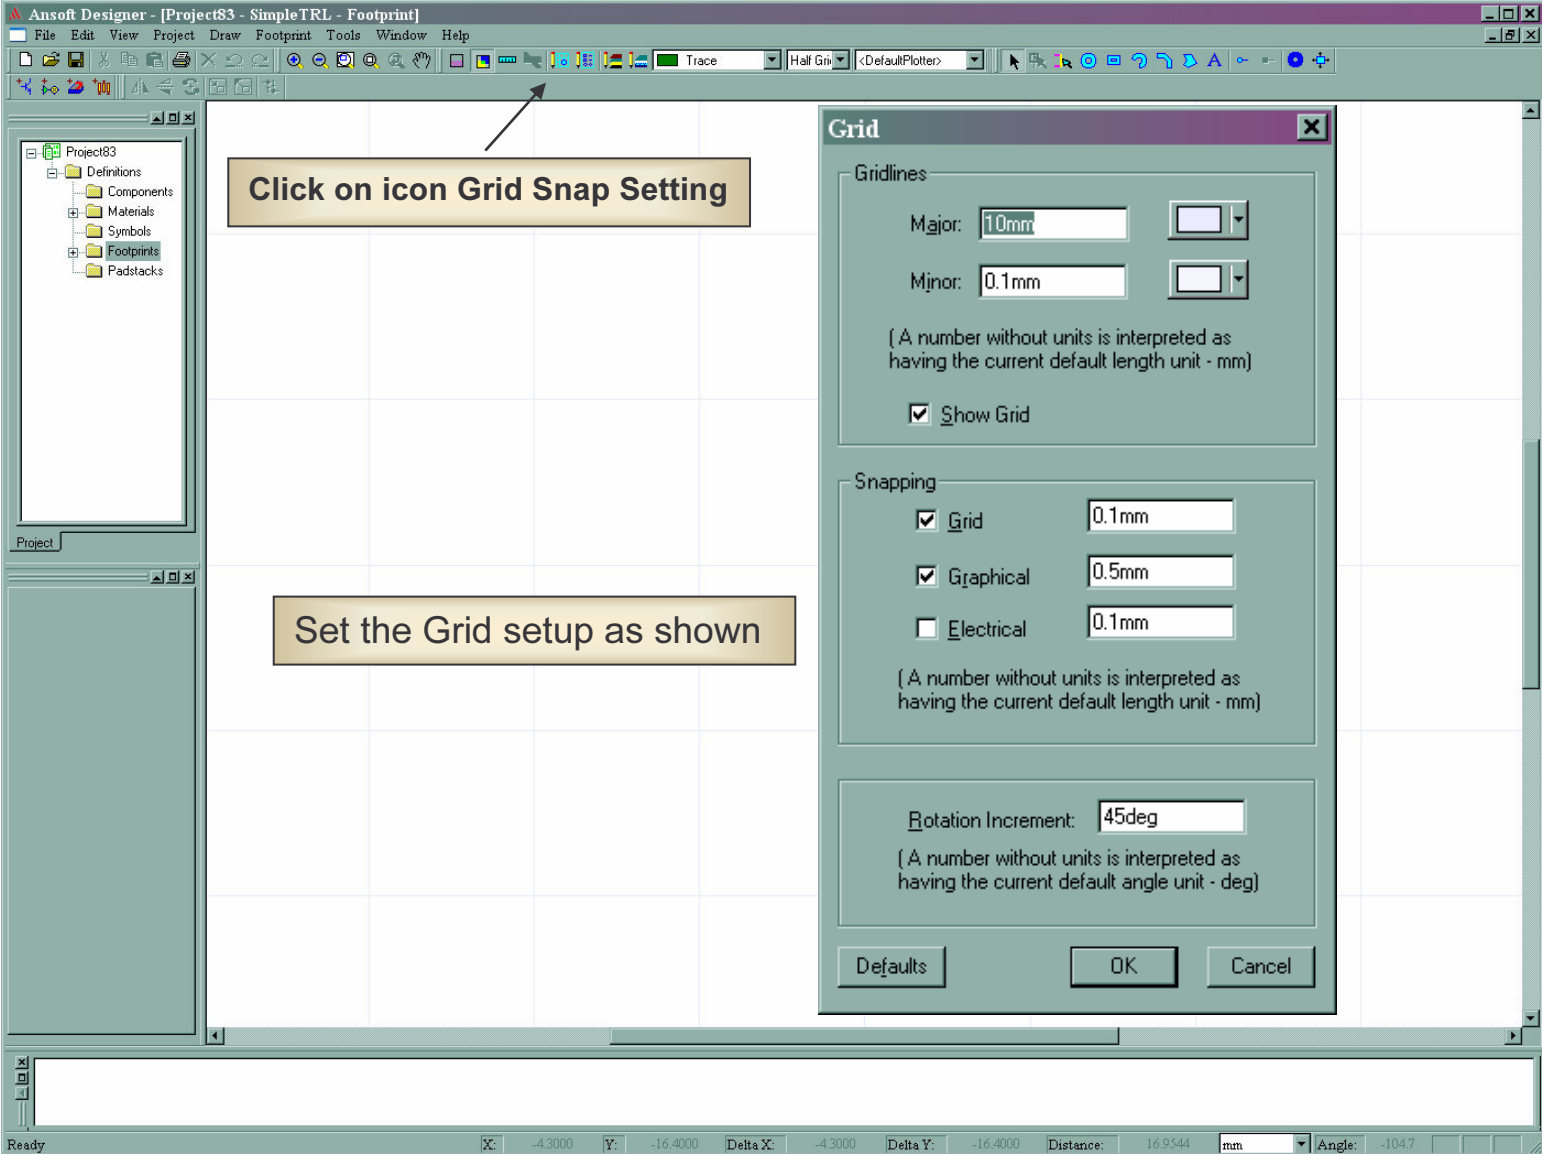 Ansoft Designer - [Project83 - SimpleTRL - Footprint]
File Edit View Project Draw Footprint Tools Window Help
Trace
Half Gri
<DefaultPlotter>
A
Project83
Definitions
Components
Materials
Symbols
Footprints
Padstacks
Project
Click on icon Grid Snap Setting
Set the Grid setup as shown
Grid
Gridlines
Major: 10mm
Minor: 0.1mm
( A number without units is interpreted as
having the current default length unit - mm)
Show Grid
Snapping
Grid 0.1mm
Graphical 0.5mm
Electrical 0.1mm
( A number without units is interpreted as
having the current default length unit - mm)
Rotation Increment: 45deg
( A number without units is interpreted as
having the current default angle unit - deg)
Defaults OK Cancel
Ready X: -4.3000 Y: -16.4000 Delta X: -4.3000 Delta Y: -16.4000 Distance: 16.9544 mm Angle: -104.7